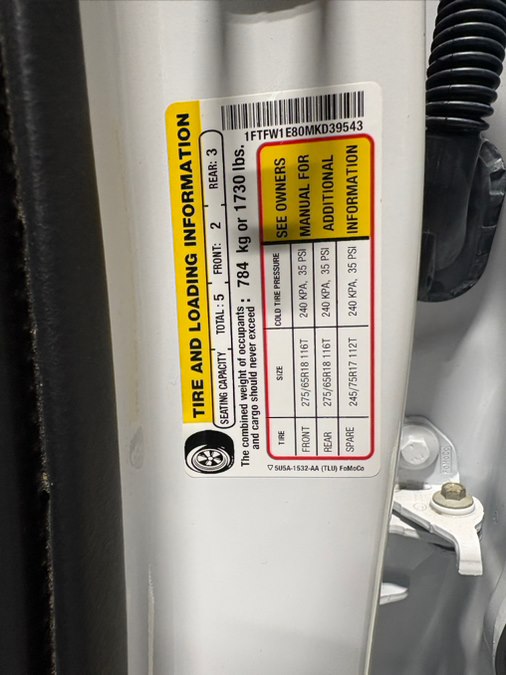 1FTFW1E80MKD39543
TIRE AND LOADING INFORMATION
SEATING CAPACITY TOTAL : 5 FRONT: 2 REAR: 3
The combined weight of occupants
and cargo should never exceed : 784 kg or 1730 lbs.
TIRE SIZE COLD TIRE PRESSURE
FRONT 275/65R18 116T 240 KPA, 35 PSI
REAR 275/65R18 116T 240 KPA, 35 PSI
SPARE 245/75R17 112T 240 KPA, 35 PSI
SEE OWNERS
MANUAL FOR
ADDITIONAL
INFORMATION
▽ 5U5A-1532-AA (TLU) FoMoCo